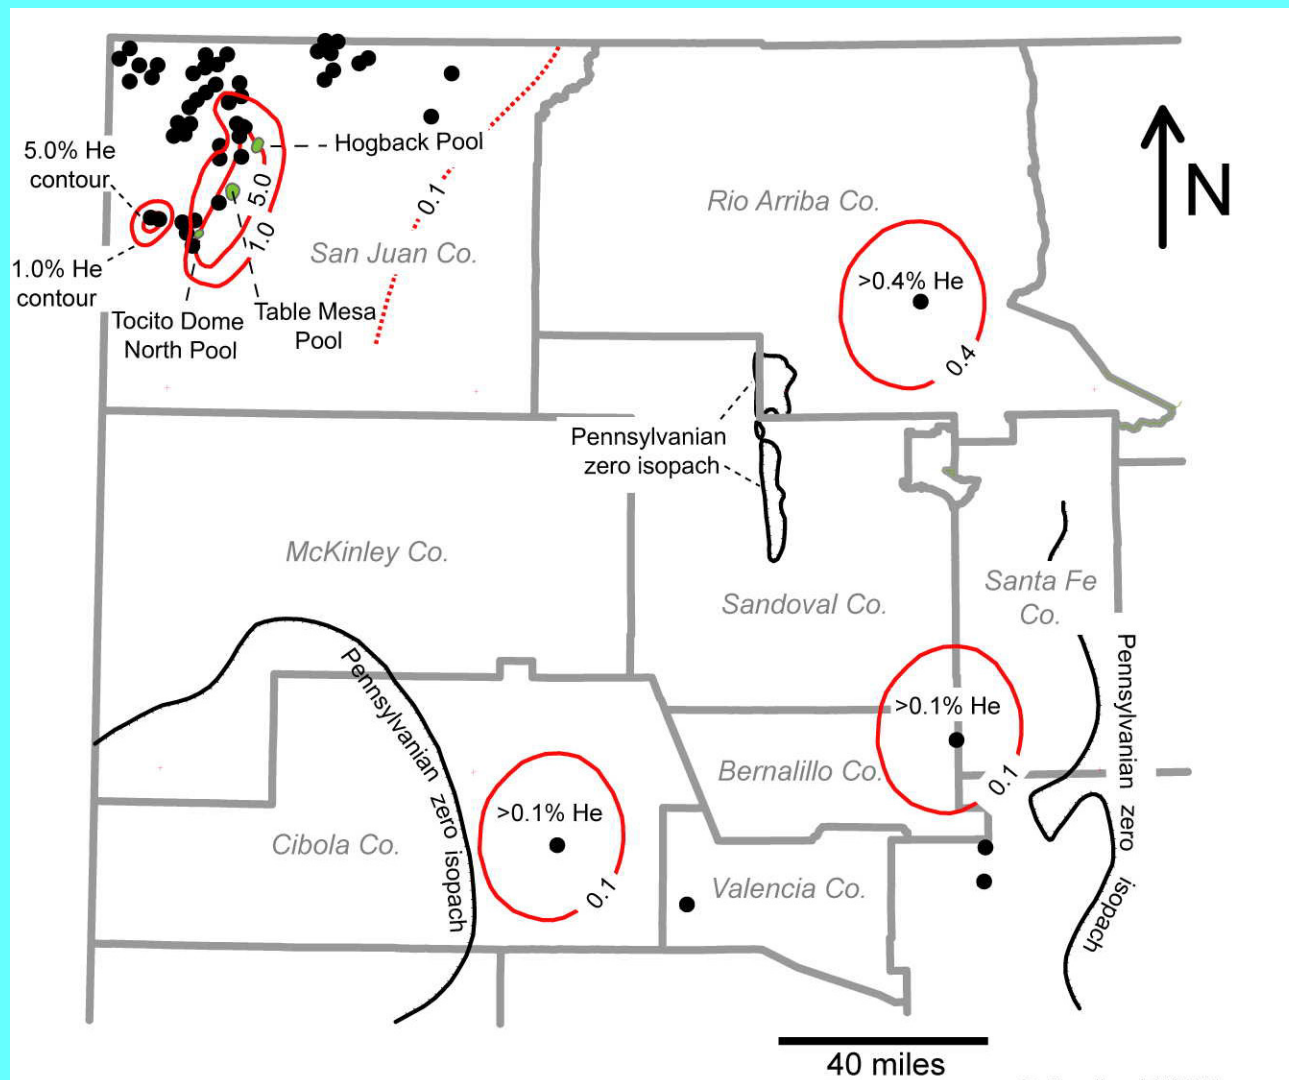 Hogback Pool
5.0% He
contour
5.0
0.1
N
Rio Arriba Co.
1.0
San Juan Co.
1.0% He
contour
>0.4% He
Tocito Dome
North Pool
Table Mesa
Pool
0.4
Pennsylvanian
zero isopach
McKinley Co.
Santa Fe
Co.
Sandoval Co.
Pennsylvanian zero isopach
Pennsylvanian zero isopach
>0.1% He
Bernalillo Co.
0.1
>0.1% He
Cibola Co.
0.1
Valencia Co.
40 miles